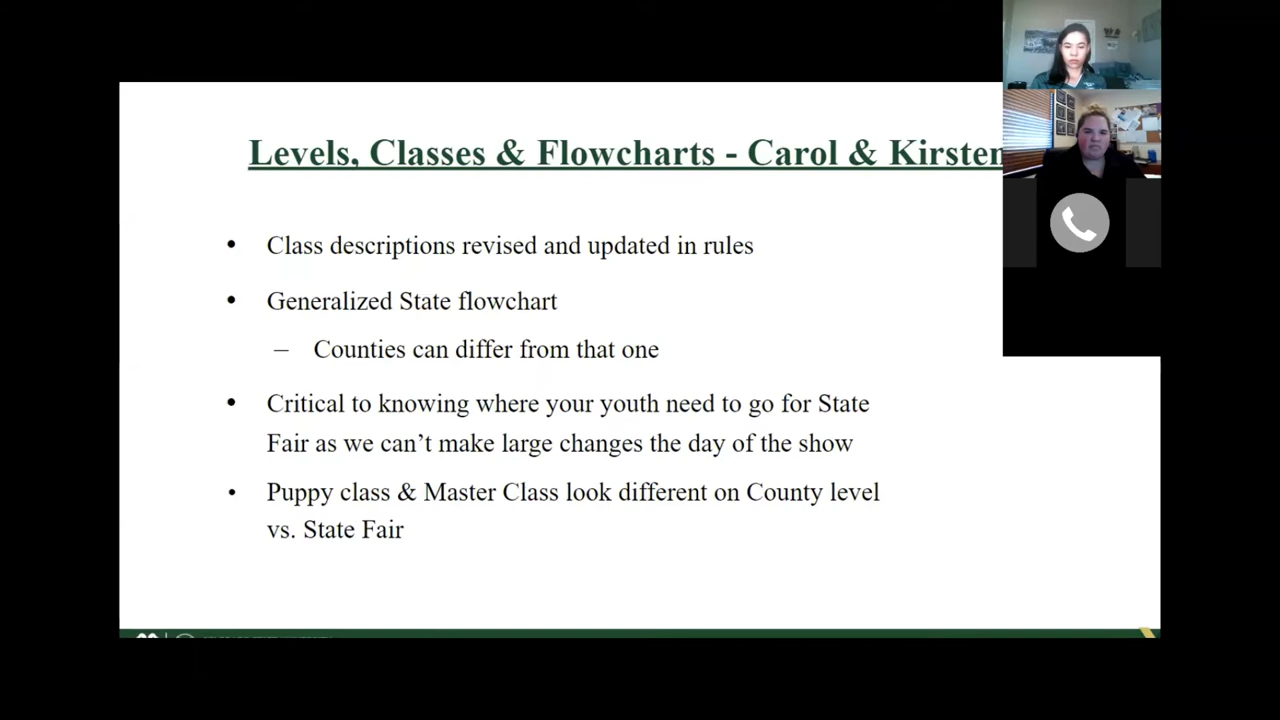 Levels, Classes & Flowcharts - Carol & Kirsten
• Class descriptions revised and updated in rules
• Generalized State flowchart
– Counties can differ from that one
• Critical to knowing where your youth need to go for State
Fair as we can’t make large changes the day of the show
• Puppy class & Master Class look different on County level
vs. State Fair